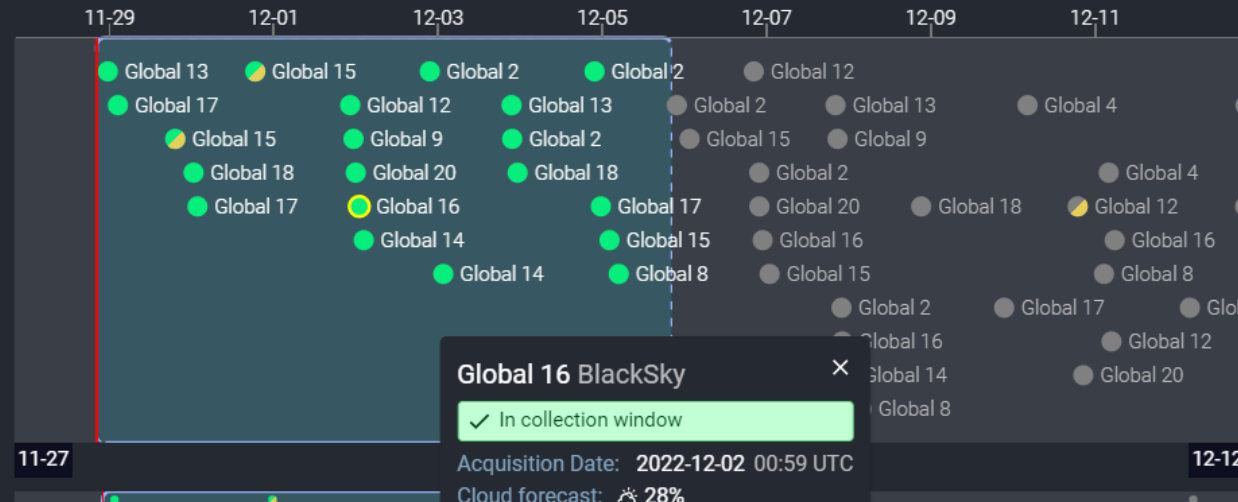 11-29 12-01 12-03 12-05 12-07 12-09 12-11
Global 13 Global 15 Global 2 Global 2 Global 12
Global 17 Global 12 Global 13 Global 2 Global 13 Global 4
Global 15 Global 9 Global 2 Global 15 Global 9
Global 18 Global 20 Global 18 Global 2 Global 4
Global 17 Global 16 Global 17 Global 20 Global 18 Global 12
Global 14 Global 15 Global 16 Global 16
Global 14 Global 8 Global 15 Global 8
Global 2 Global 17 Glo
Global 16 Global 12
Global 14 Global 20
Global 8
Global 16 BlackSky
In collection window
11-27 12-12
Acquisition Date: 2022-12-02 00:59 UTC
Cloud forecast: 28%